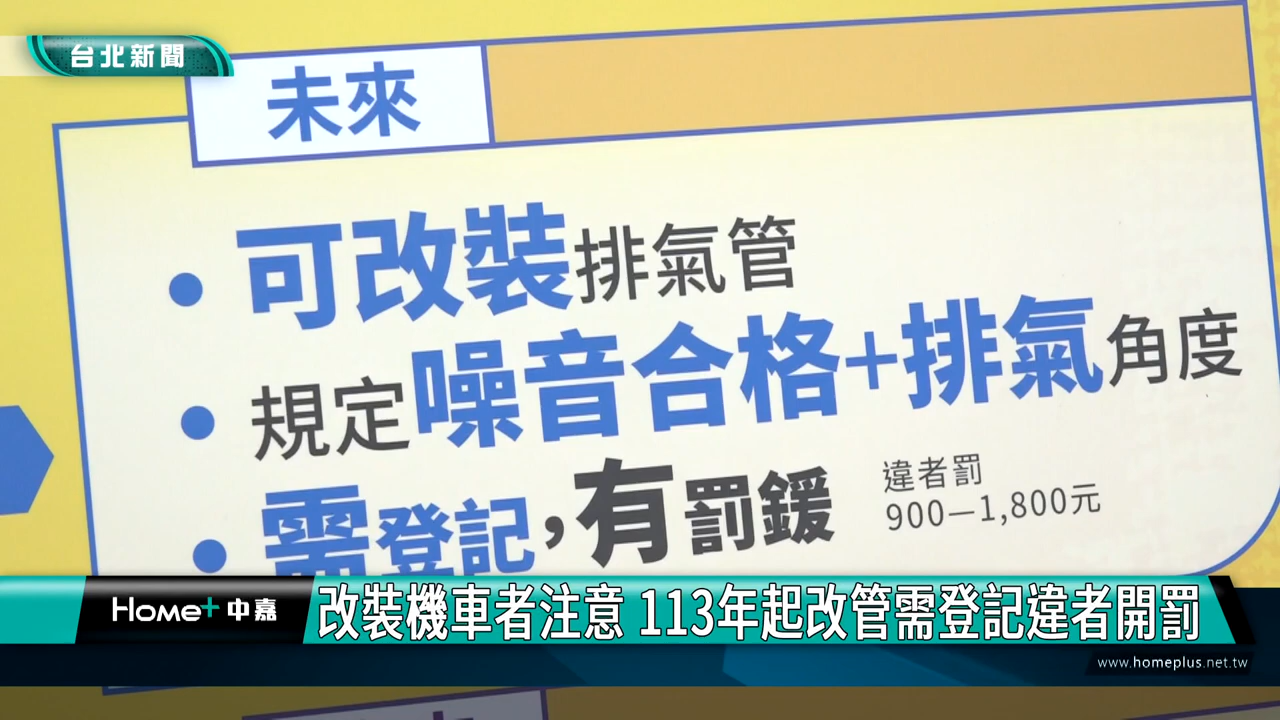 台北新聞
未來
• 可改裝排氣管
• 規定噪音合格+排氣角度
• 需登記,有罰鍰
違者罰
900—1,800元
Home+中嘉
改裝機車者注意 113年起改管需登記違者開罰
www.homeplus.net.tw